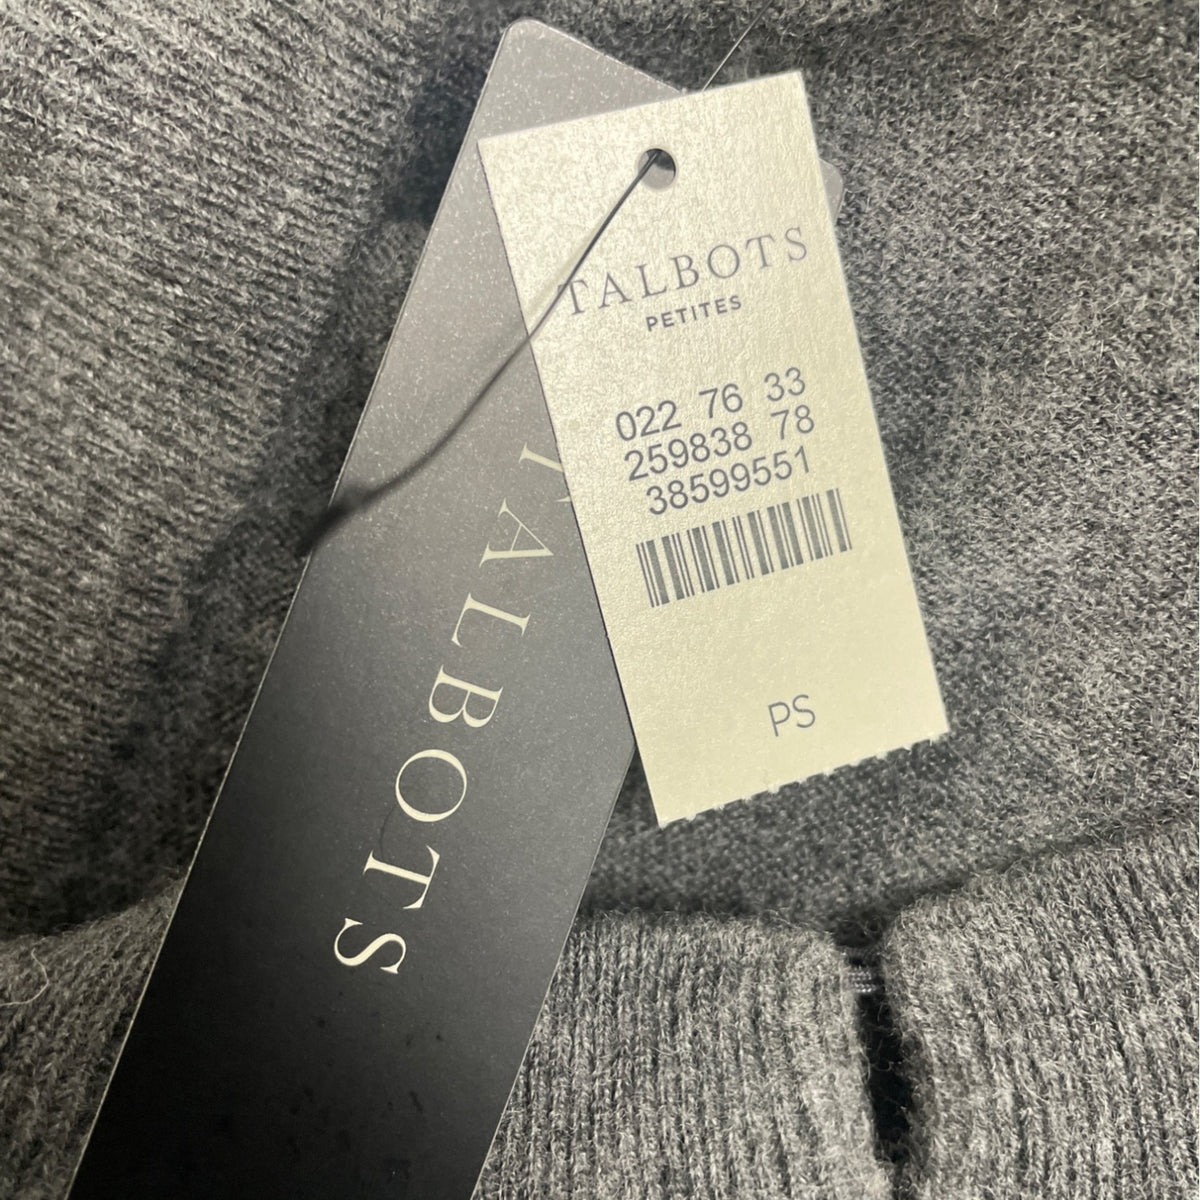 TALBOTS
PETITES
022 76 33
259838 78
38599551
PS
TALBOTS